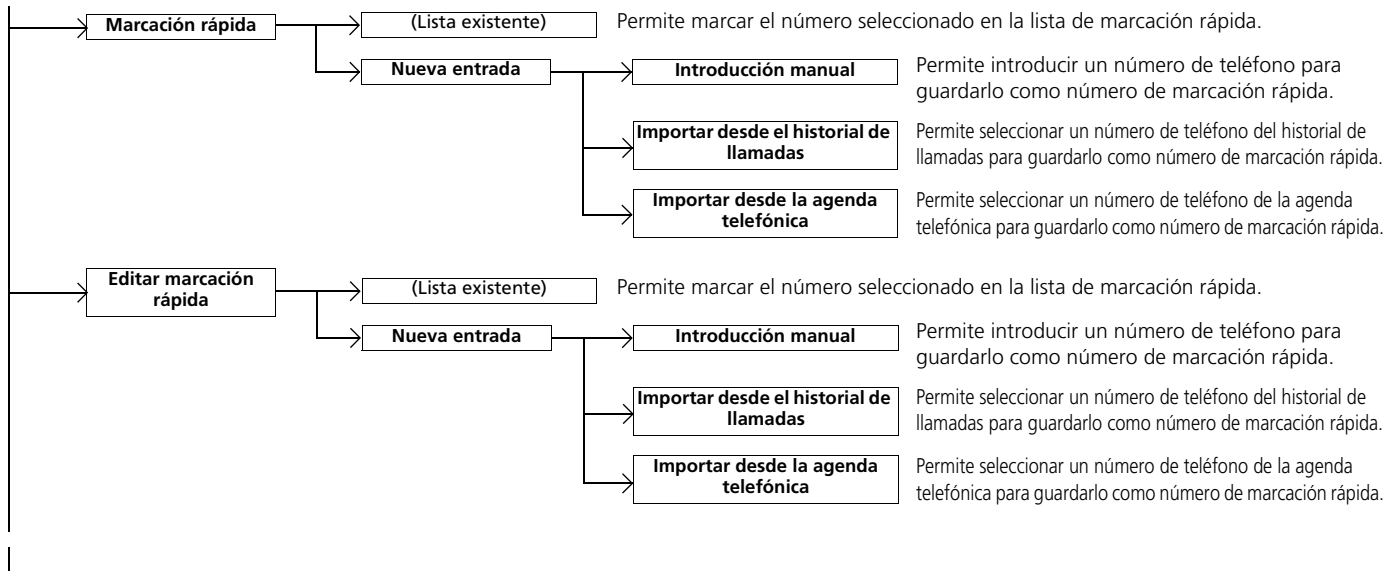 Marcación rápida
(Lista existente)
Permite marcar el número seleccionado en la lista de marcación rápida.
Nueva entrada
Introducción manual
Permite introducir un número de teléfono para
guardarlo como número de marcación rápida.
Importar desde el historial de
llamadas
Permite seleccionar un número de teléfono del historial de
llamadas para guardarlo como número de marcación rápida.
Importar desde la agenda
telefónica
Permite seleccionar un número de teléfono de la agenda
telefónica para guardarlo como número de marcación rápida.
Editar marcación
rápida
(Lista existente)
Permite marcar el número seleccionado en la lista de marcación rápida.
Nueva entrada
Introducción manual
Permite introducir un número de teléfono para
guardarlo como número de marcación rápida.
Importar desde el historial de
llamadas
Permite seleccionar un número de teléfono del historial de
llamadas para guardarlo como número de marcación rápida.
Importar desde la agenda
telefónica
Permite seleccionar un número de teléfono de la agenda
telefónica para guardarlo como número de marcación rápida.